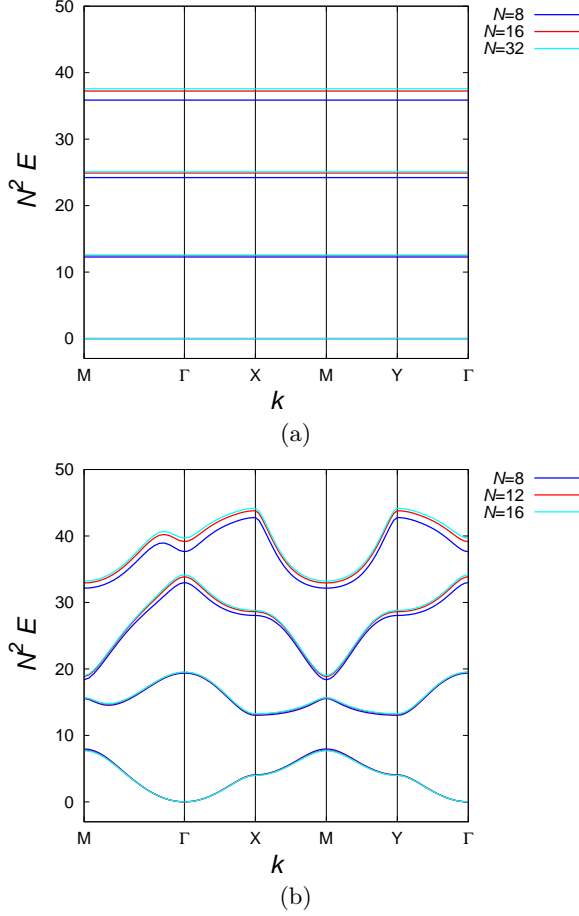 N=8
N=16
N=32
50
40
30
20
10
0
N² E
M Γ X M Y Γ
k
(a)
N=8
N=12
N=16
50
40
30
20
10
0
N² E
M Γ X M Y Γ
k
(b)